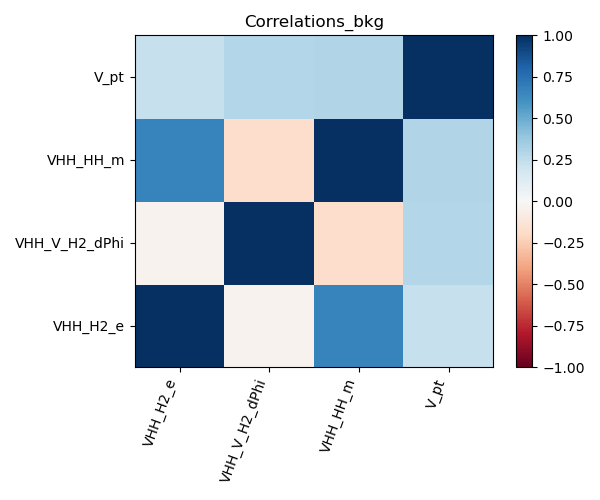 Correlations_bkg
V_pt
VHH_HH_m
VHH_V_H2_dPhi
VHH_H2_e
VHH_H2_e
VHH_V_H2_dPhi
VHH_HH_m
V_pt
1.00
0.75
0.50
0.25
0.00
−0.25
−0.50
−0.75
−1.00